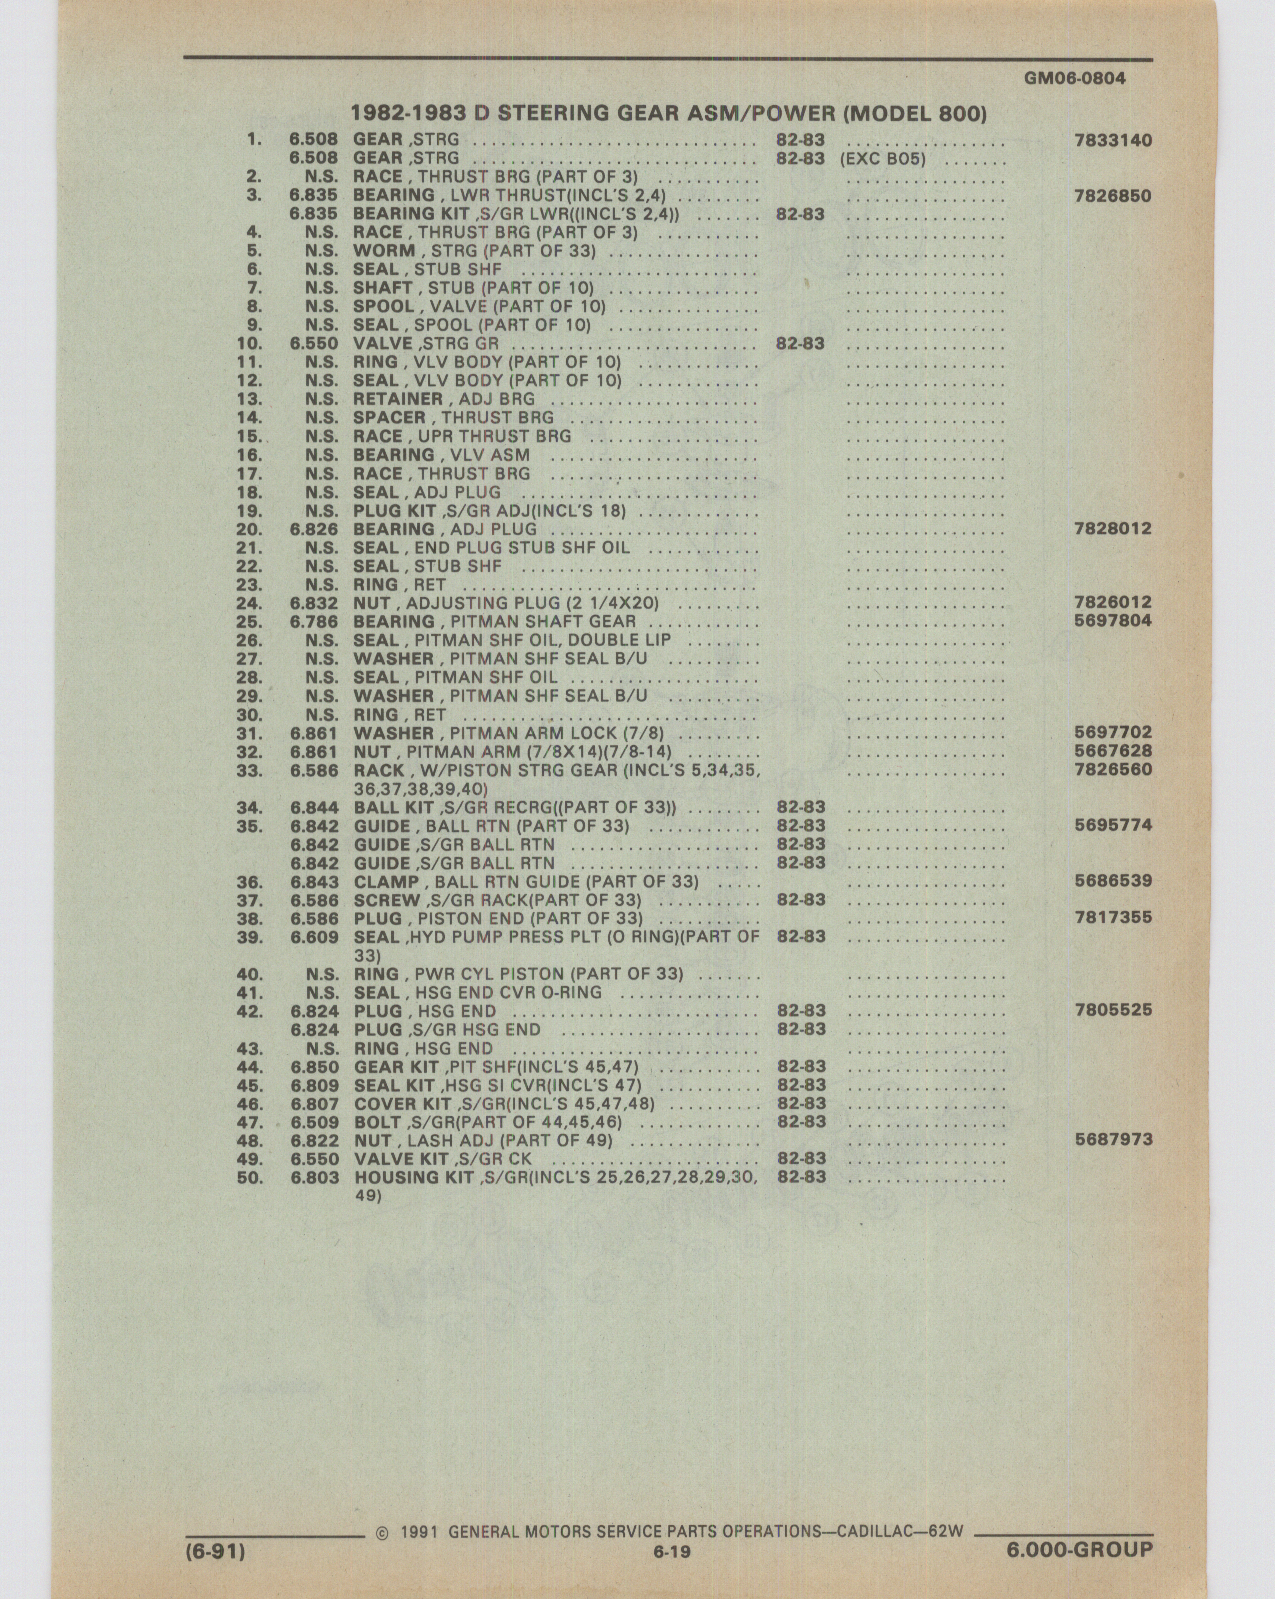 GM06-0804
1982-1983 D STEERING GEAR ASM/POWER (MODEL 800)
1. 6.508 GEAR ,STRG .............................. 82-83 ................. 7833140
6.508 GEAR ,STRG .............................. 82-83 (EXC B05) .......
2. N.S. RACE , THRUST BRG (PART OF 3) ........... .................
3. 6.835 BEARING , LWR THRUST(INCL'S 2,4) ......... ................. 7826850
6.835 BEARING KIT ,S/GR LWR((INCL'S 2,4)) ....... 82-83 .................
4. N.S. RACE , THRUST BRG (PART OF 3) ........... .................
5. N.S. WORM , STRG (PART OF 33) ................ .................
6. N.S. SEAL , STUB SHF ......................... .................
7. N.S. SHAFT , STUB (PART OF 10) ................ .................
8. N.S. SPOOL , VALVE (PART OF 10) ............... .................
9. N.S. SEAL , SPOOL (PART OF 10) ................ .................
10. 6.550 VALVE ,STRG GR .......................... 82-83 .................
11. N.S. RING , VLV BODY (PART OF 10) ............. .................
12. N.S. SEAL , VLV BODY (PART OF 10) ............. .................
13. N.S. RETAINER , ADJ BRG ...................... .................
14. N.S. SPACER , THRUST BRG .................... .................
15. N.S. RACE , UPR THRUST BRG .................. .................
16. N.S. BEARING , VLV ASM ...................... .................
17. N.S. RACE , THRUST BRG ...................... .................
18. N.S. SEAL , ADJ PLUG ......................... .................
19. N.S. PLUG KIT ,S/GR ADJ(INCL'S 18) ............. .................
20. 6.826 BEARING , ADJ PLUG ...................... ................. 7828012
21. N.S. SEAL , END PLUG STUB SHF OIL ............ .................
22. N.S. SEAL , STUB SHF ......................... .................
23. N.S. RING , RET ............................... .................
24. 6.832 NUT , ADJUSTING PLUG (2 1/4X20) ......... ................. 7826012
25. 6.786 BEARING , PITMAN SHAFT GEAR ............ ................. 5697804
26. N.S. SEAL , PITMAN SHF OIL, DOUBLE LIP ........ .................
27. N.S. WASHER , PITMAN SHF SEAL B/U .......... .................
28. N.S. SEAL , PITMAN SHF OIL .................... .................
29. N.S. WASHER , PITMAN SHF SEAL B/U .......... .................
30. N.S. RING , RET ............................... .................
31. 6.861 WASHER , PITMAN ARM LOCK (7/8) ......... ................. 5697702
32. 6.861 NUT , PITMAN ARM (7/8X14)(7/8-14) ........ ................. 5667628
33. 6.586 RACK , W/PISTON STRG GEAR (INCL'S 5,34,35, ................. 7826560
36,37,38,39,40)
34. 6.844 BALL KIT ,S/GR RECRG((PART OF 33)) ........ 82-83 .................
35. 6.842 GUIDE , BALL RTN (PART OF 33) ............ 82-83 ................. 5695774
6.842 GUIDE ,S/GR BALL RTN .................... 82-83 .................
6.842 GUIDE ,S/GR BALL RTN .................... 82-83 .................
36. 6.843 CLAMP , BALL RTN GUIDE (PART OF 33) ..... ................. 5686539
37. 6.586 SCREW ,S/GR RACK(PART OF 33) ........... 82-83 .................
38. 6.586 PLUG , PISTON END (PART OF 33) ........... ................. 7817355
39. 6.609 SEAL ,HYD PUMP PRESS PLT (O RING)(PART OF 82-83 .................
33)
40. N.S. RING , PWR CYL PISTON (PART OF 33) ....... .................
41. N.S. SEAL , HSG END CVR O-RING ............... .................
42. 6.824 PLUG , HSG END .......................... 82-83 ................. 7805525
6.824 PLUG ,S/GR HSG END ..................... 82-83 .................
43. N.S. RING , HSG END .......................... .................
44. 6.850 GEAR KIT ,PIT SHF(INCL'S 45,47) ........... 82-83 .................
45. 6.809 SEAL KIT ,HSG SI CVR(INCL'S 47) ........... 82-83 .................
46. 6.807 COVER KIT ,S/GR(INCL'S 45,47,48) .......... 82-83 .................
47. 6.509 BOLT ,S/GR(PART OF 44,45,46) ............. 82-83 .................
48. 6.822 NUT , LASH ADJ (PART OF 49) .............. ................. 5687973
49. 6.550 VALVE KIT ,S/GR CK ...................... 82-83 .................
50. 6.803 HOUSING KIT ,S/GR(INCL'S 25,26,27,28,29,30, 82-83 .................
49)
© 1991 GENERAL MOTORS SERVICE PARTS OPERATIONS—CADILLAC—62W
(6-91) 6-19 6.000-GROUP